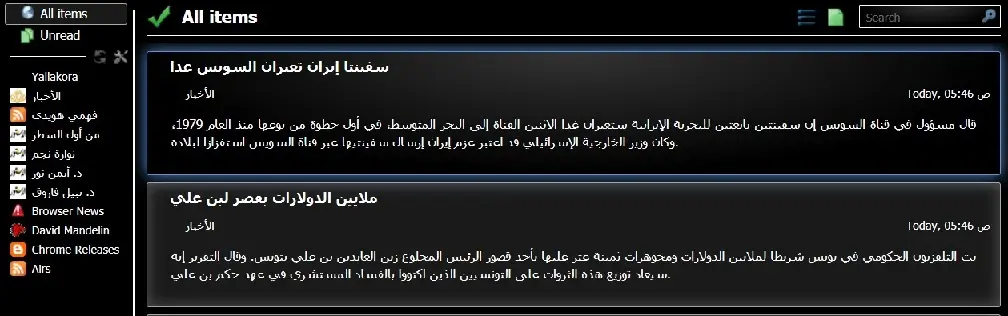 All items
Unread
Yallakora
الأخبار
فهمي هويدي
من أول السطر
نوارة نجم
د. أيمن نور
د. نبيل فاروق
Browser News
David Mandelin
Chrome Releases
Airs
All items
Search
سفينتا إيران تعبران السويس غدا
الأخبار
Today, 05:46 ص
قال مسؤول في قناة السويس إن سفينتين تابعتين للبحرية الإيرانية ستعبران غدا الاثنين القناة إلى البحر المتوسط، في أول خطوة من نوعها منذ العام 1979،
وكان وزير الخارجية الإسرائيلي قد اعتبر عزم إيران إرسال سفينتيها عبر قناة السويس استفزازا لبلاده.
ملايين الدولارات بقصر لبن علي
الأخبار
Today, 05:46 ص
بث التلفزيون الحكومي في تونس شريطا لملايين الدولارات ومجوهرات ثمينة عثر عليها بأحد قصور الرئيس المخلوع زين العابدين بن علي بتونس. وقال التقرير إنه
سيعاد توزيع هذه الثروات على التونسيين الذين اكتووا بالفساد المستشري في عهد حكم بن علي.